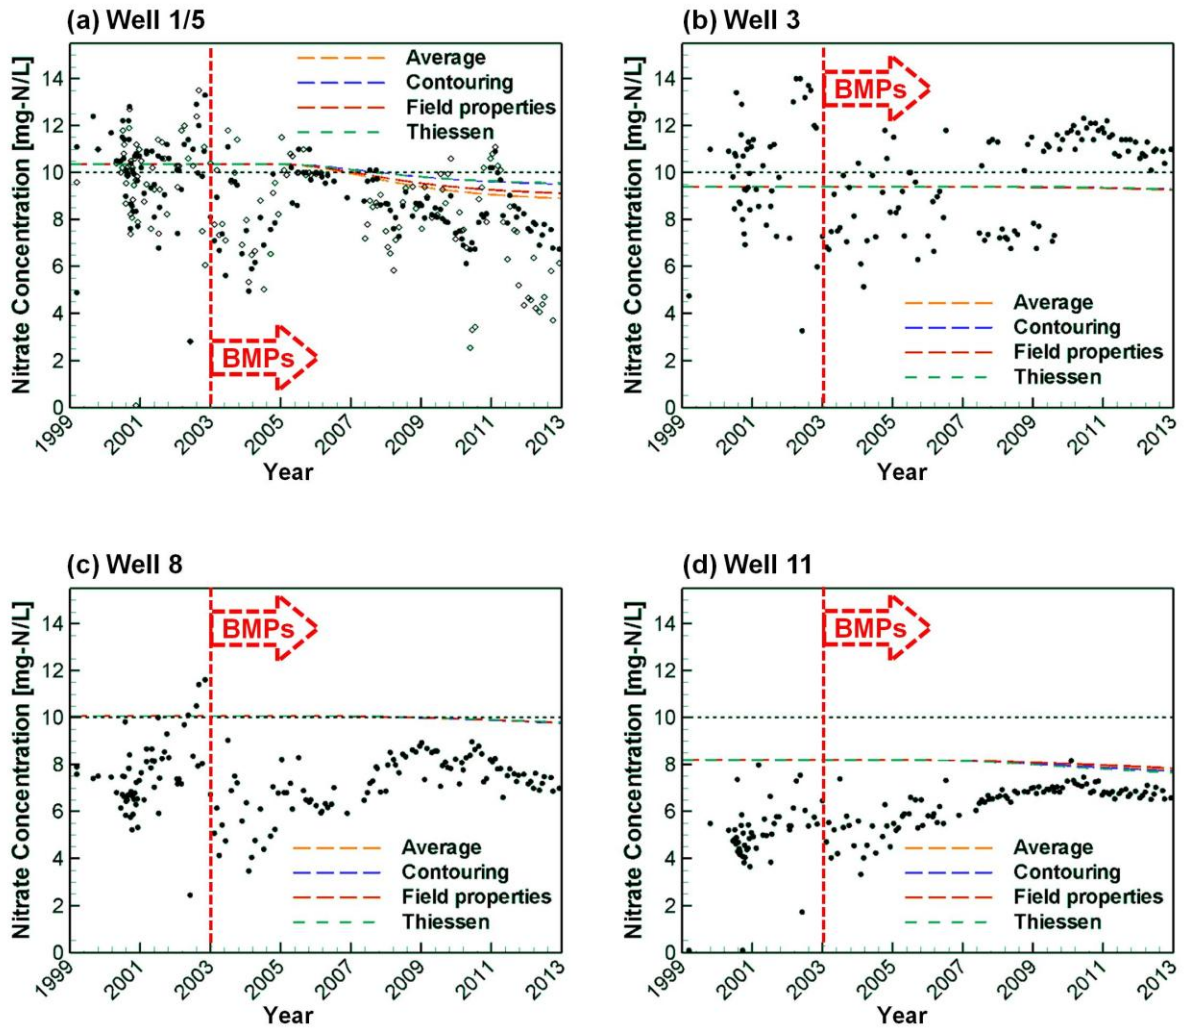 (a) Well 1/5
Nitrate Concentration [mg-N/L]
14
12
10
8
6
4
2
0
Average
Contouring
Field properties
Thiessen
BMPs
1999 2001 2003 2005 2007 2009 2011 2013
Year
(b) Well 3
Nitrate Concentration [mg-N/L]
14
12
10
8
6
4
2
0
BMPs
Average
Contouring
Field properties
Thiessen
1999 2001 2003 2005 2007 2009 2011 2013
Year
(c) Well 8
Nitrate Concentration [mg-N/L]
14
12
10
8
6
4
2
0
BMPs
Average
Contouring
Field properties
Thiessen
1999 2001 2003 2005 2007 2009 2011 2013
Year
(d) Well 11
Nitrate Concentration [mg-N/L]
14
12
10
8
6
4
2
0
BMPs
Average
Contouring
Field properties
Thiessen
1999 2001 2003 2005 2007 2009 2011 2013
Year